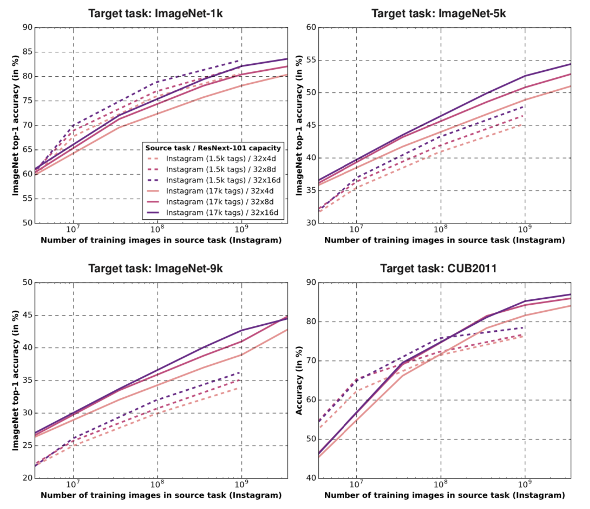 Target task: ImageNet-1k
ImageNet top-1 accuracy (in %)
90
85
80
75
70
65
60
55
50
Source task / ResNext-101 capacity
Instagram (1.5k tags) / 32x4d
Instagram (1.5k tags) / 32x8d
Instagram (1.5k tags) / 32x16d
Instagram (17k tags) / 32x4d
Instagram (17k tags) / 32x8d
Instagram (17k tags) / 32x16d
10^7 10^8 10^9
Number of training images in source task (Instagram)
Target task: ImageNet-5k
ImageNet top-1 accuracy (in %)
60
55
50
45
40
35
30
10^7 10^8 10^9
Number of training images in source task (Instagram)
Target task: ImageNet-9k
ImageNet top-1 accuracy (in %)
50
45
40
35
30
25
20
10^7 10^8 10^9
Number of training images in source task (Instagram)
Target task: CUB2011
Accuracy (in %)
90
80
70
60
50
40
10^7 10^8 10^9
Number of training images in source task (Instagram)